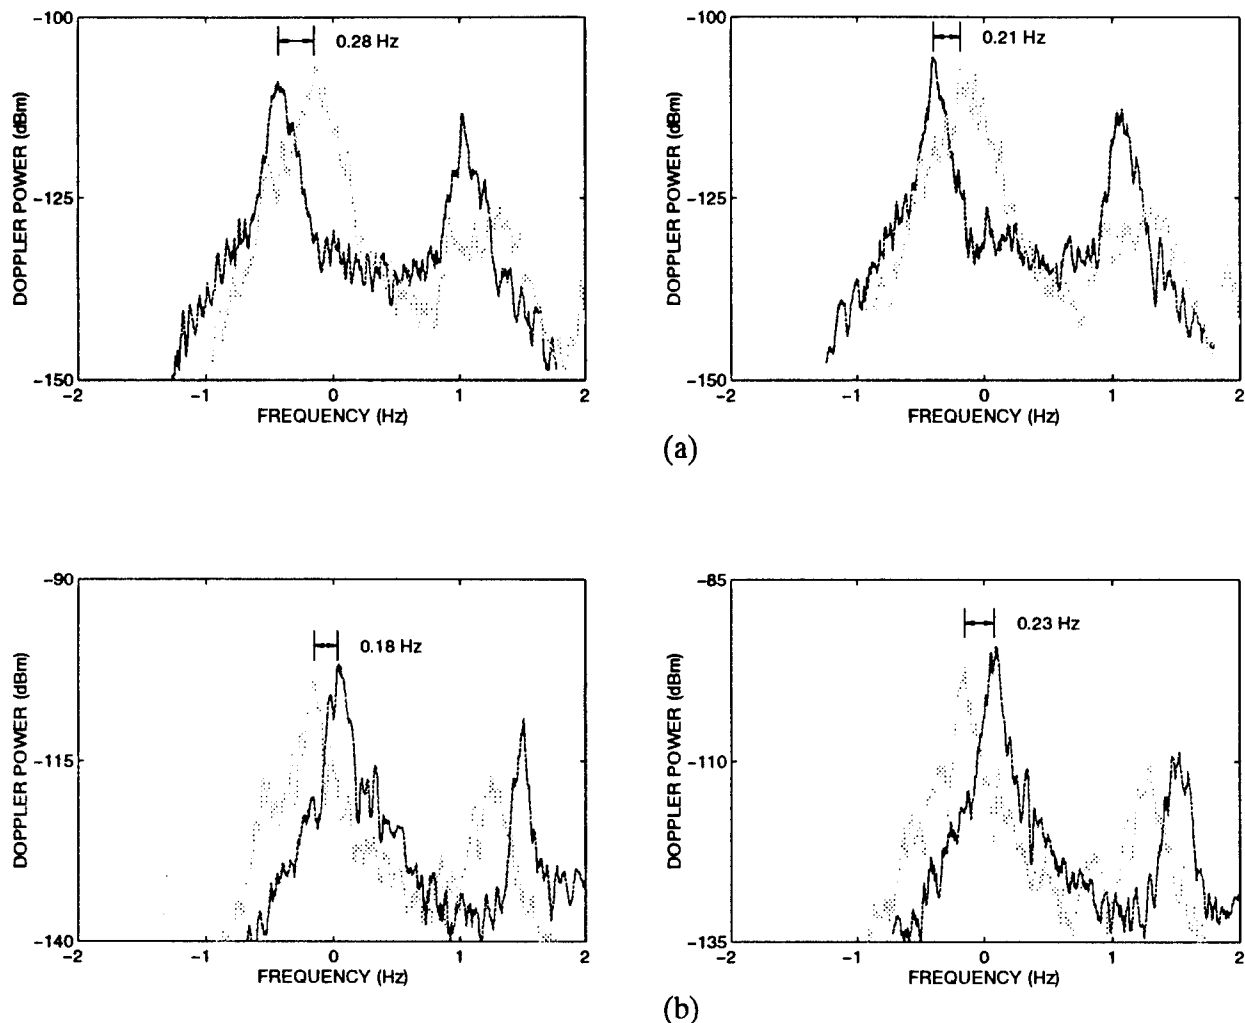 0.28 Hz
0.21 Hz
DOPPLER POWER (dBm)
-100
-125
-150
-2 -1 0 1 2
FREQUENCY (Hz)
DOPPLER POWER (dBm)
-100
-125
-150
-2 -1 0 1 2
FREQUENCY (Hz)
(a)
0.18 Hz
0.23 Hz
DOPPLER POWER (dBm)
-90
-115
-140
-2 -1 0 1 2
FREQUENCY (Hz)
DOPPLER POWER (dBm)
-85
-110
-135
-2 -1 0 1 2
FREQUENCY (Hz)
(b)